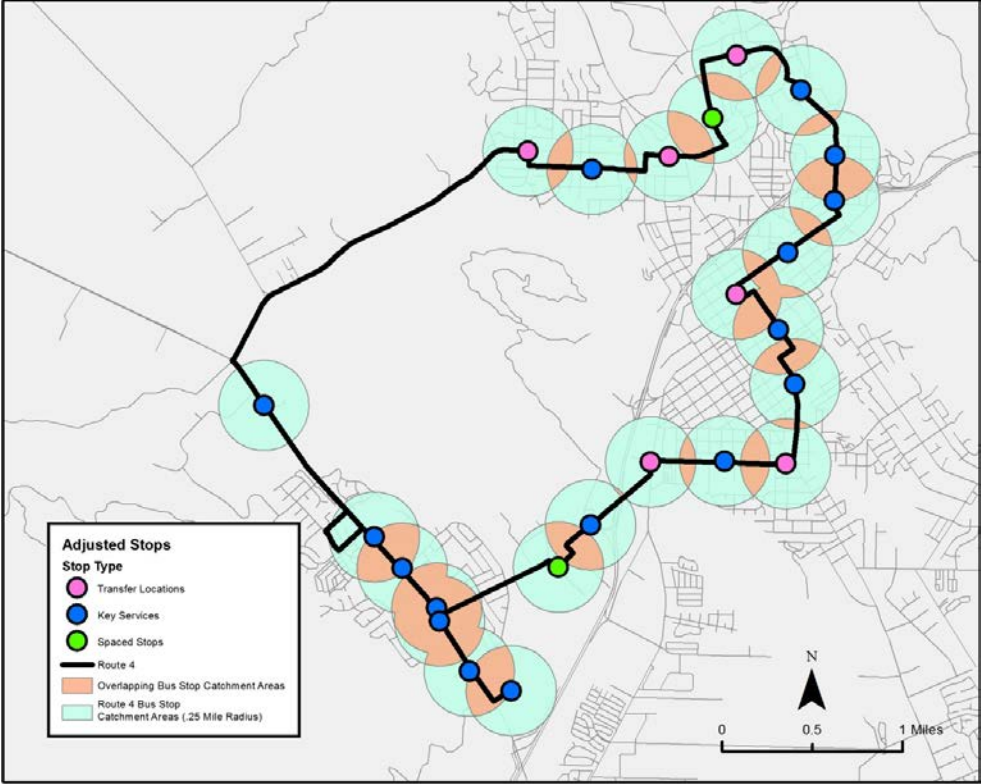 Adjusted Stops
Stop Type
Transfer Locations
Key Services
Spaced Stops
Route 4
Overlapping Bus Stop Catchment Areas
Route 4 Bus Stop
Catchment Areas (.25 Mile Radius)
N
0 0.5 1 Miles